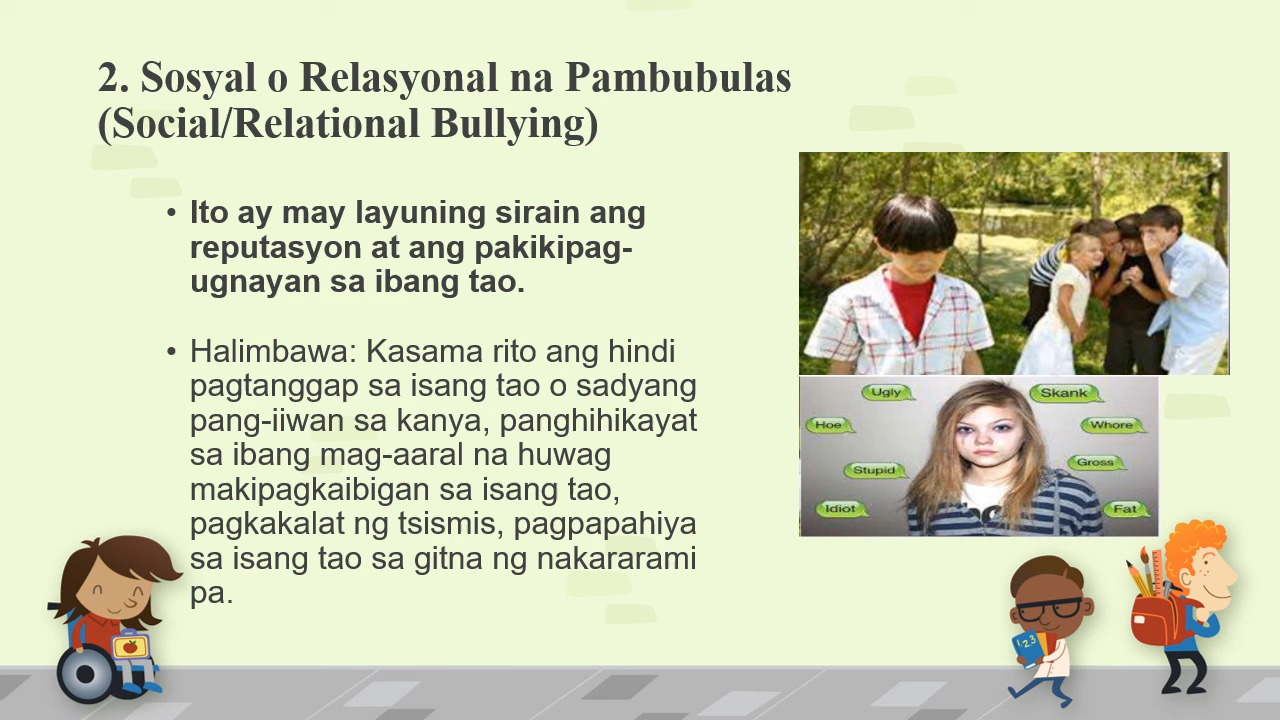 2. Sosyal o Relasyonal na Pambubulas
(Social/Relational Bullying)
• Ito ay may layuning sirain ang
reputasyon at ang pakikipag-
ugnayan sa ibang tao.
• Halimbawa: Kasama rito ang hindi
pagtanggap sa isang tao o sadyang
pang-iiwan sa kanya, panghihikayat
sa ibang mag-aaral na huwag
makipagkaibigan sa isang tao,
pagkakalat ng tsismis, pagpapahiya
sa isang tao sa gitna ng nakararami
pa.
Ugly
Skank
Hoe
Whore
Stupid
Gross
Idiot
Fat
1 2 3